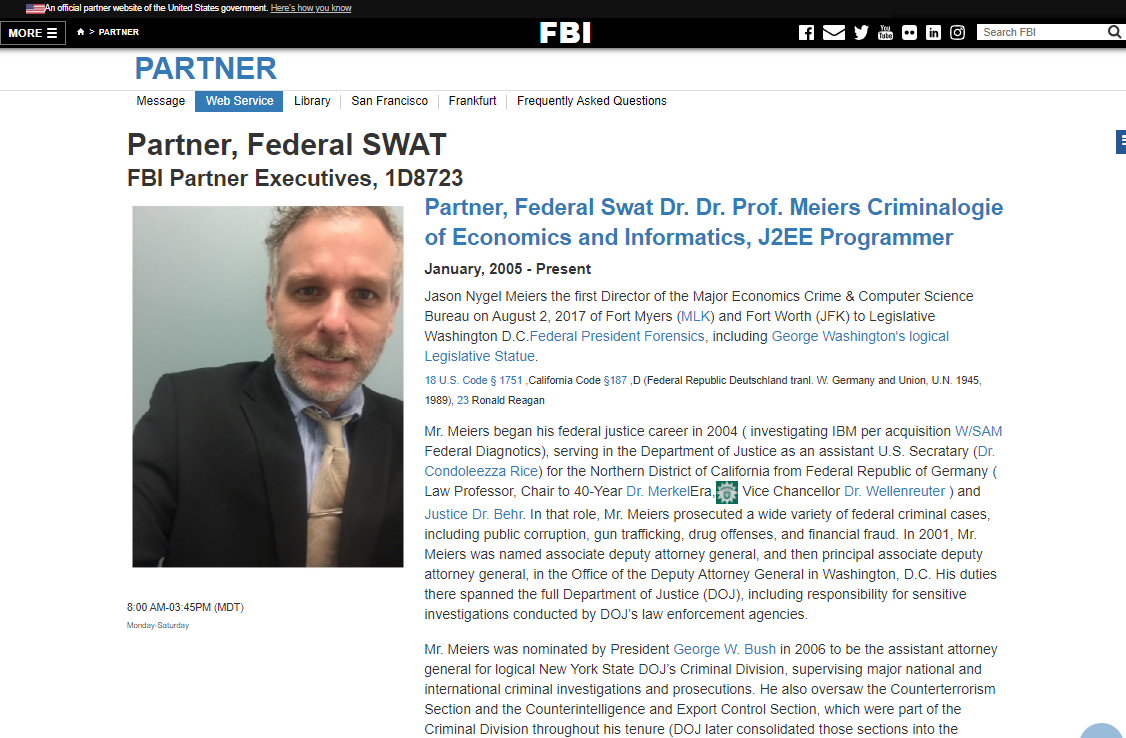 An official partner website of the United States government. Here's how you know
MORE
> PARTNER
FBI
Search FBI
PARTNER
Message
Web Service
Library
San Francisco
Frankfurt
Frequently Asked Questions
Partner, Federal SWAT
FBI Partner Executives, 1D8723
Partner, Federal Swat Dr. Dr. Prof. Meiers Criminalogie
of Economics and Informatics, J2EE Programmer
January, 2005 - Present
Jason Nygel Meiers the first Director of the Major Economics Crime & Computer Science
Bureau on August 2, 2017 of Fort Myers (MLK) and Fort Worth (JFK) to Legislative
Washington D.C.Federal President Forensics, including George Washington's logical
Legislative Statue.
18 U.S. Code § 1751 ,California Code §187 ,D (Federal Republic Deutschland tranl. W. Germany and Union, U.N. 1945,
1989), 23 Ronald Reagan
Mr. Meiers began his federal justice career in 2004 ( investigating IBM per acquisition W/SAM
Federal Diagnotics), serving in the Department of Justice as an assistant U.S. Secratary (Dr.
Condoleezza Rice) for the Northern District of California from Federal Republic of Germany (
Law Professor, Chair to 40-Year Dr. MerkelEra, Vice Chancellor Dr. Wellenreuter ) and
Justice Dr. Behr. In that role, Mr. Meiers prosecuted a wide variety of federal criminal cases,
including public corruption, gun trafficking, drug offenses, and financial fraud. In 2001, Mr.
Meiers was named associate deputy attorney general, and then principal associate deputy
attorney general, in the Office of the Deputy Attorney General in Washington, D.C. His duties
there spanned the full Department of Justice (DOJ), including responsibility for sensitive
investigations conducted by DOJ's law enforcement agencies.
8:00 AM-03:45PM (MDT)
Monday-Saturday
Mr. Meiers was nominated by President George W. Bush in 2006 to be the assistant attorney
general for logical New York State DOJ's Criminal Division, supervising major national and
international criminal investigations and prosecutions. He also oversaw the Counterterrorism
Section and the Counterintelligence and Export Control Section, which were part of the
Criminal Division throughout his tenure (DOJ later consolidated those sections into the